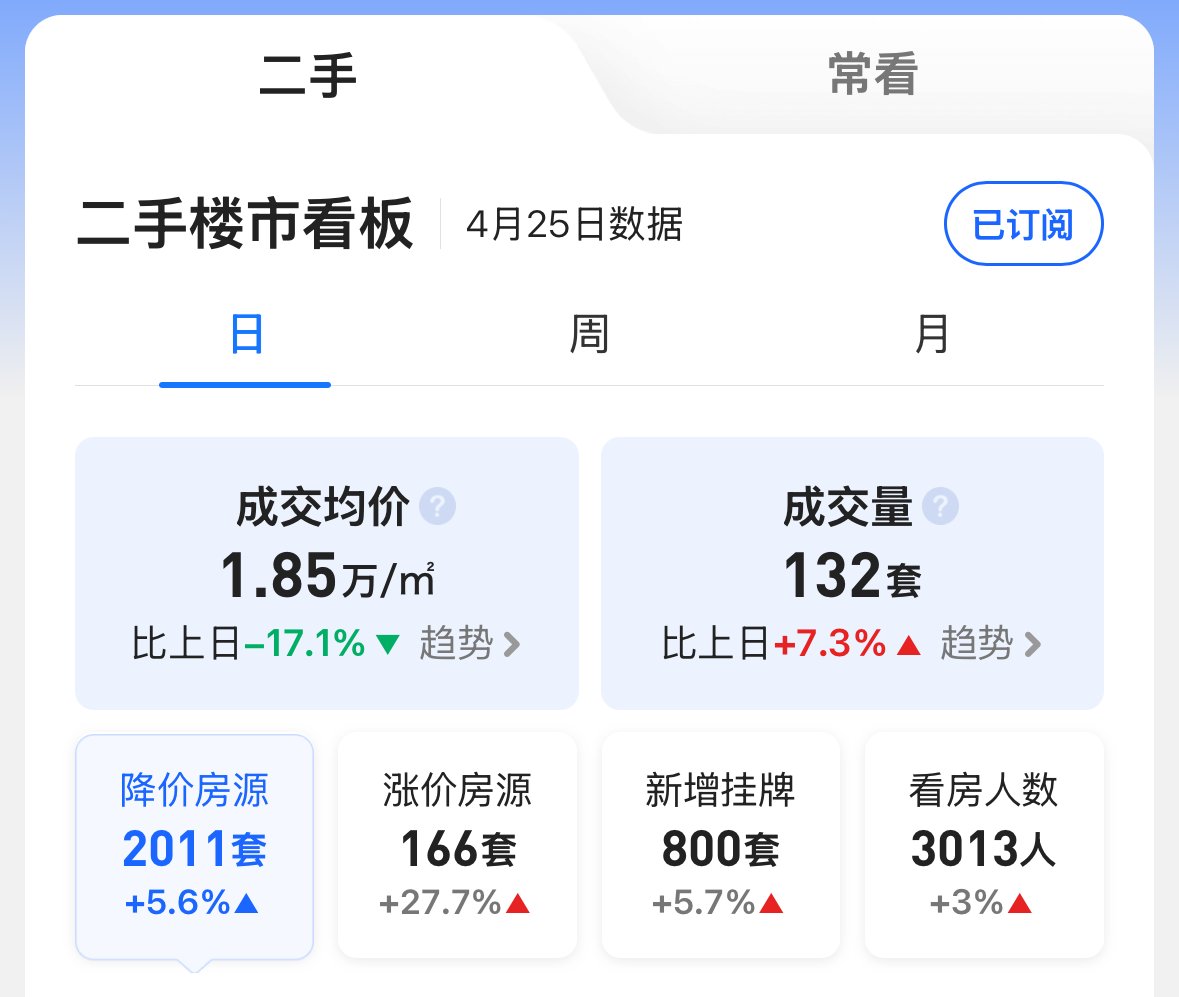 二手
常看
二手楼市看板
4月25日数据
已订阅
日
周
月
成交均价 ?
1.85万/㎡
比上日-17.1%▼ 趋势 >
成交量 ?
132套
比上日+7.3%▲ 趋势 >
降价房源
2011套
+5.6%▲
涨价房源
166套
+27.7%▲
新增挂牌
800套
+5.7%▲
看房人数
3013人
+3%▲